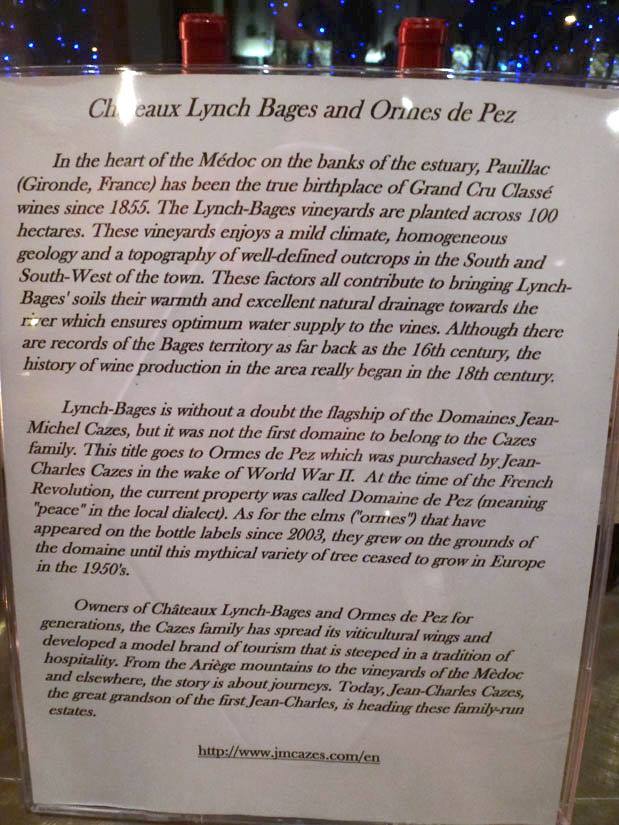 Châteaux Lynch Bages and Ormes de Pez
In the heart of the Médoc on the banks of the estuary, Pauillac
(Gironde, France) has been the true birthplace of Grand Cru Classé
wines since 1855. The Lynch-Bages vineyards are planted across 100
hectares. These vineyards enjoys a mild climate, homogeneous
geology and a topography of well-defined outcrops in the South and
South-West of the town. These factors all contribute to bringing Lynch-
Bages' soils their warmth and excellent natural drainage towards the
river which ensures optimum water supply to the vines. Although there
are records of the Bages territory as far back as the 16th century, the
history of wine production in the area really began in the 18th century.
Lynch-Bages is without a doubt the flagship of the Domaines Jean-
Michel Cazes, but it was not the first domaine to belong to the Cazes
family. This title goes to Ormes de Pez which was purchased by Jean-
Charles Cazes in the wake of World War II. At the time of the French
Revolution, the current property was called Domaine de Pez (meaning
"peace" in the local dialect). As for the elms ("ormes") that have
appeared on the bottle labels since 2003, they grew on the grounds of
the domaine until this mythical variety of tree ceased to grow in Europe
in the 1950's.
Owners of Châteaux Lynch-Bages and Ormes de Pez for
generations, the Cazes family has spread its viticultural wings and
developed a model brand of tourism that is steeped in a tradition of
hospitality. From the Ariège mountains to the vineyards of the Mèdoc
and elsewhere, the story is about journeys. Today, Jean-Charles Cazes,
the great grandson of the first Jean-Charles, is heading these family-run
estates.
http://www.jmcazes.com/en